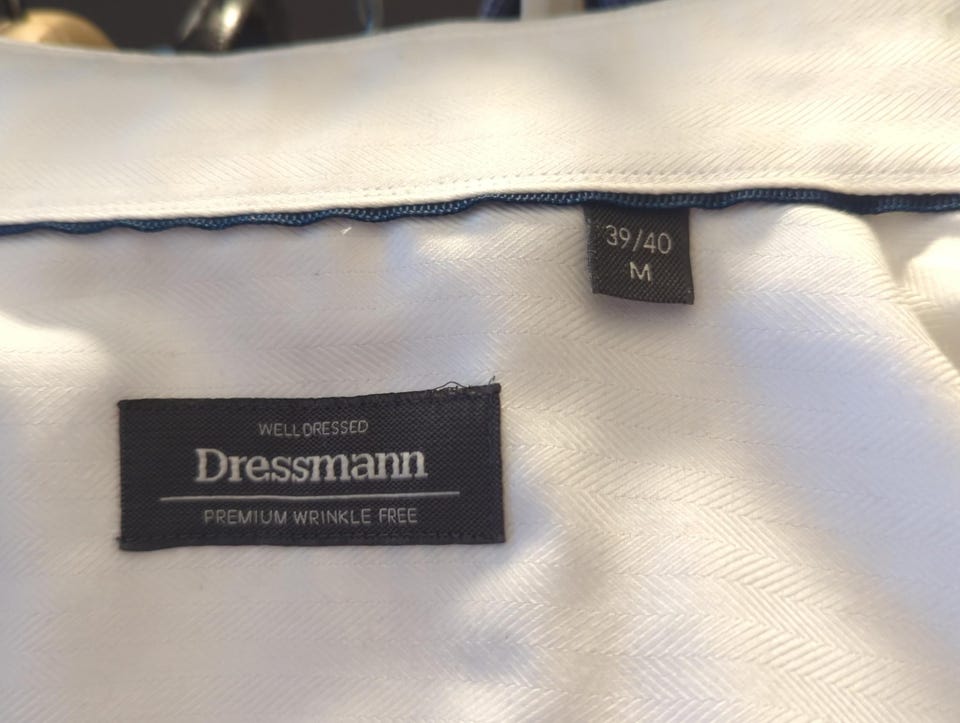 39/40
M
WELLDRESSED
Dressmann
PREMIUM WRINKLE FREE